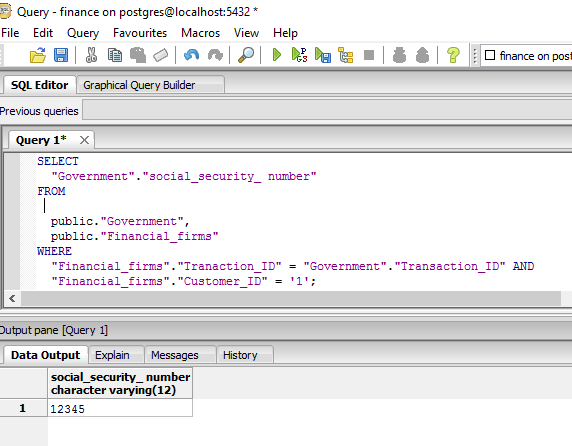 Query - finance on postgres@localhost:5432 *
File Edit Query Favourites Macros View Help
finance on post
SQL Editor Graphical Query Builder
Previous queries
Query 1*
SELECT
"Government"."social_security_ number"
FROM
public."Government",
public."Financial_firms"
WHERE
"Financial_firms"."Tranaction_ID" = "Government"."Transaction_ID" AND
"Financial_firms"."Customer_ID" = '1';
Output pane [Query 1]
Data Output Explain Messages History
social_security_ number
character varying(12)
1 12345